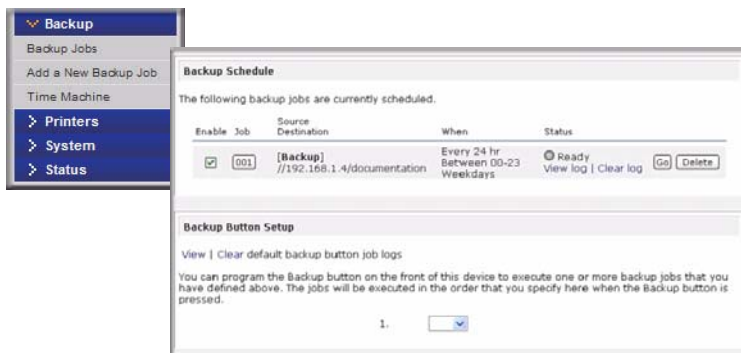 Backup
Backup Jobs
Add a New Backup Job
Time Machine
Printers
System
Status
Backup Schedule
The following backup jobs are currently scheduled.
Enable Job Source Destination When Status
001 [Backup] //192.168.1.4/documentation Every 24 hr Between 00-23 Weekdays Ready View log | Clear log Go Delete
Backup Button Setup
View | Clear default backup button job logs
You can program the Backup button on the front of this device to execute one or more backup jobs that you
have defined above. The jobs will be executed in the order that you specify here when the Backup button is
pressed.
1.